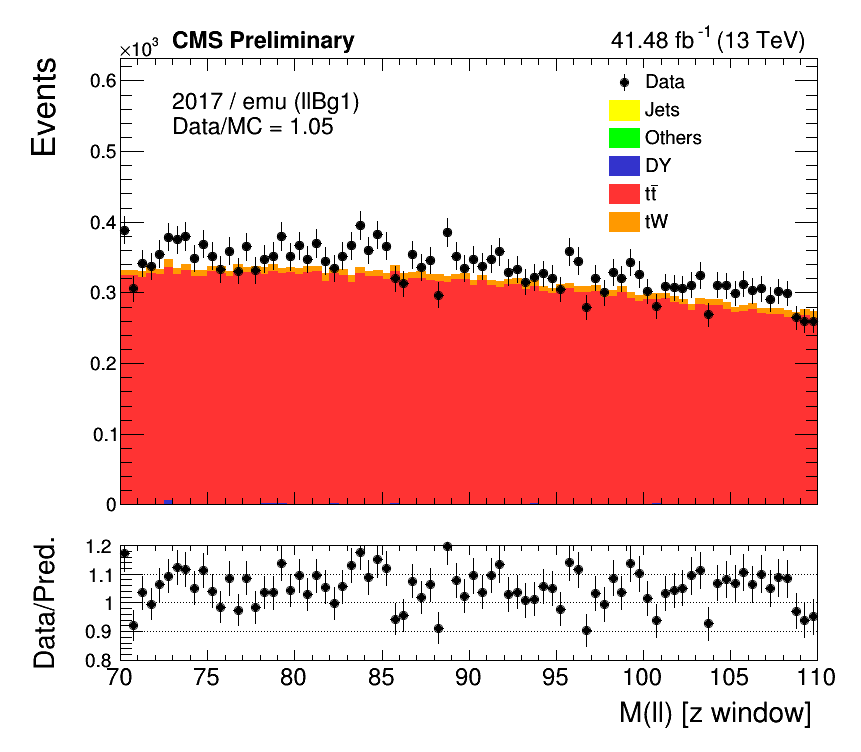 ×10³ CMS Preliminary 41.48 fb⁻¹ (13 TeV)
Events
0.6
0.5
0.4
0.3
0.2
0.1
0
2017 / emu (llBg1)
Data/MC = 1.05
Data
Jets
Others
DY
tt̄
tW
Data/Pred.
1.2
1.1
1
0.9
0.8
70 75 80 85 90 95 100 105 110
M(ll) [z window]